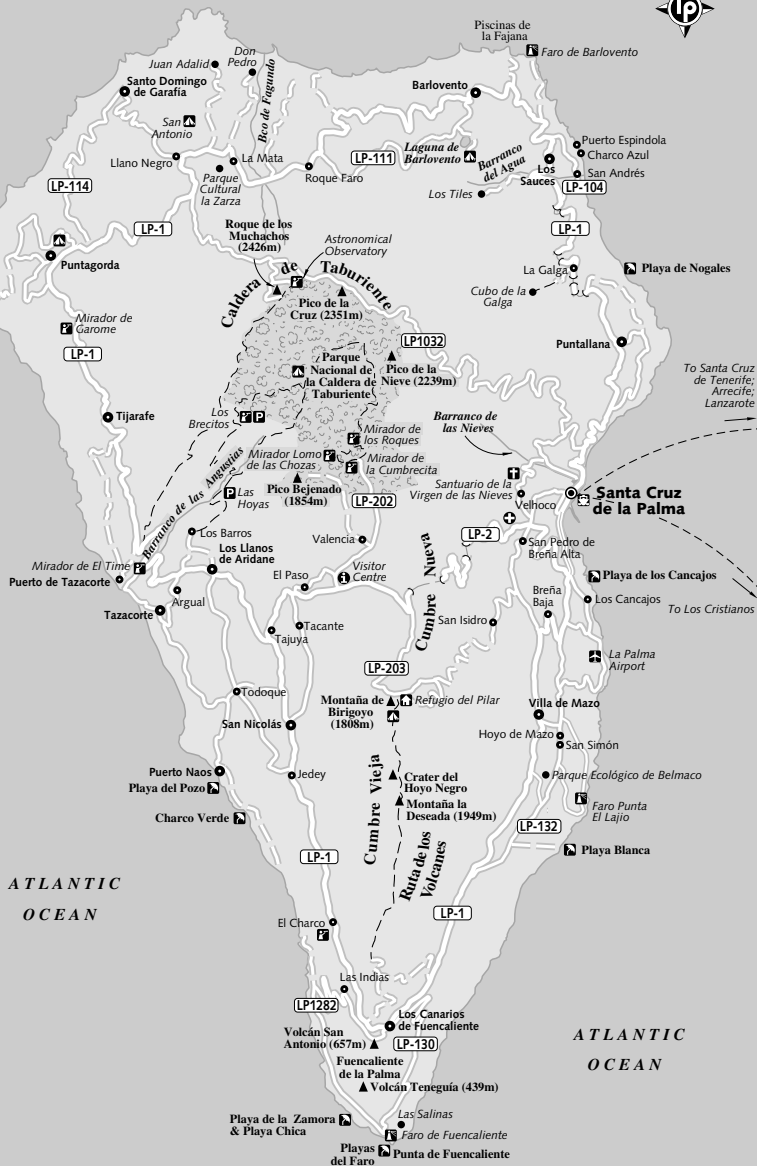 lp
Piscinas de
la Fajana
Faro de Barlovento
Juan Adalid
Don
Pedro
Santo Domingo
de Garafía
Bco de Fagundo
Barlovento
San
Antonio
Llano Negro
La Mata
LP-111
Laguna de
Barlovento
Barranco
del Agua
Puerto Espindola
Charco Azul
Los
Sauces
San Andrés
LP-104
LP-114
Parque
Cultural
la Zarza
Roque Faro
Los Tiles
LP-1
LP-1
Roque de los
Muchachos
(2426m)
Astronomical
Observatory
Puntagorda
Caldera de Taburiente
La Galga
Playa de Nogales
Cubo de la
Galga
Pico de la
Cruz (2351m)
Mirador de
Garome
LP-1
LP1032
Puntallana
Parque
Nacional de
la Caldera de
Taburiente
Pico de la
Nieve (2239m)
To Santa Cruz
de Tenerife;
Arrecife;
Lanzarote
Tijarafe
Los
Brecitos
P
Barranco de
las Nieves
Mirador de
los Roques
Mirador Lomo
de las Chozas
Mirador de
la Cumbrecita
Barranco de las Angustias
Pico Bejenado
(1854m)
Santuario de la
Virgen de las Nieves
Velhoco
Santa Cruz
de la Palma
P
Las
Hoyas
LP-202
Los Barros
Valencia
LP-2
San Pedro de
Breña Alta
Los Llanos
de Aridane
Mirador de El Time
Puerto de Tazacorte
Visitor
Centre
El Paso
Cumbre Nueva
Playa de los Cancajos
Argual
Tazacorte
Breña
Baja
Los Cancajos
To Los Cristianos
San Isidro
Tacante
Tajuya
La Palma
Airport
LP-203
Todoque
Montaña de
Birigoyo
(1808m)
Refugio del Pilar
San Nicolás
Villa de Mazo
Hoyo de Mazo
San Simón
Puerto Naos
Jedey
Crater del
Hoyo Negro
Parque Ecológico de Belmaco
Playa del Pozo
Montaña la
Deseada (1949m)
Faro Punta
El Lajio
Charco Verde
Cumbre Vieja
LP-132
Playa Blanca
LP-1
Ruta de los
Volcanes
ATLANTIC
OCEAN
LP-1
El Charco
Las Indias
LP1282
Los Canarios
de Fuencaliente
Volcán San
Antonio (657m)
LP-130
ATLANTIC
OCEAN
Fuencaliente
de la Palma
Volcán Teneguía (439m)
Playa de la Zamora
& Playa Chica
Las Salinas
Faro de Fuencaliente
Playas
del Faro
Punta de Fuencaliente